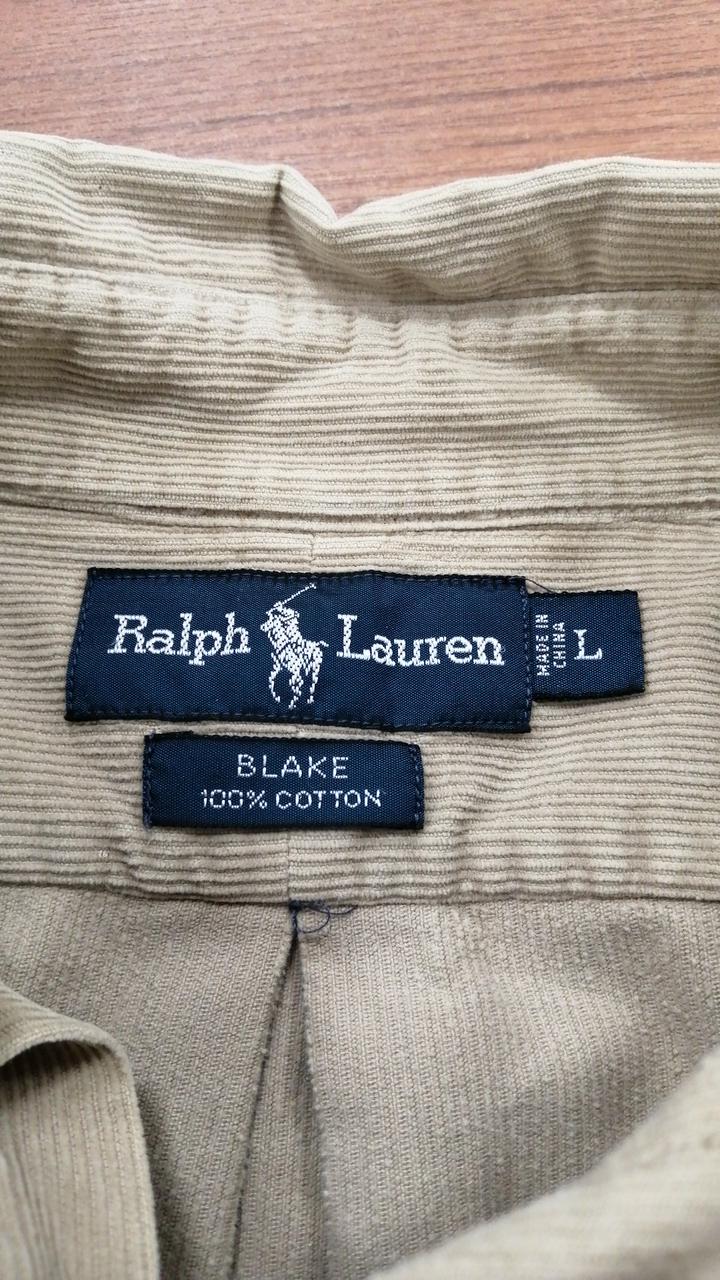 Ralph Lauren
MADE IN
CHINA
L
BLAKE
100% COTTON